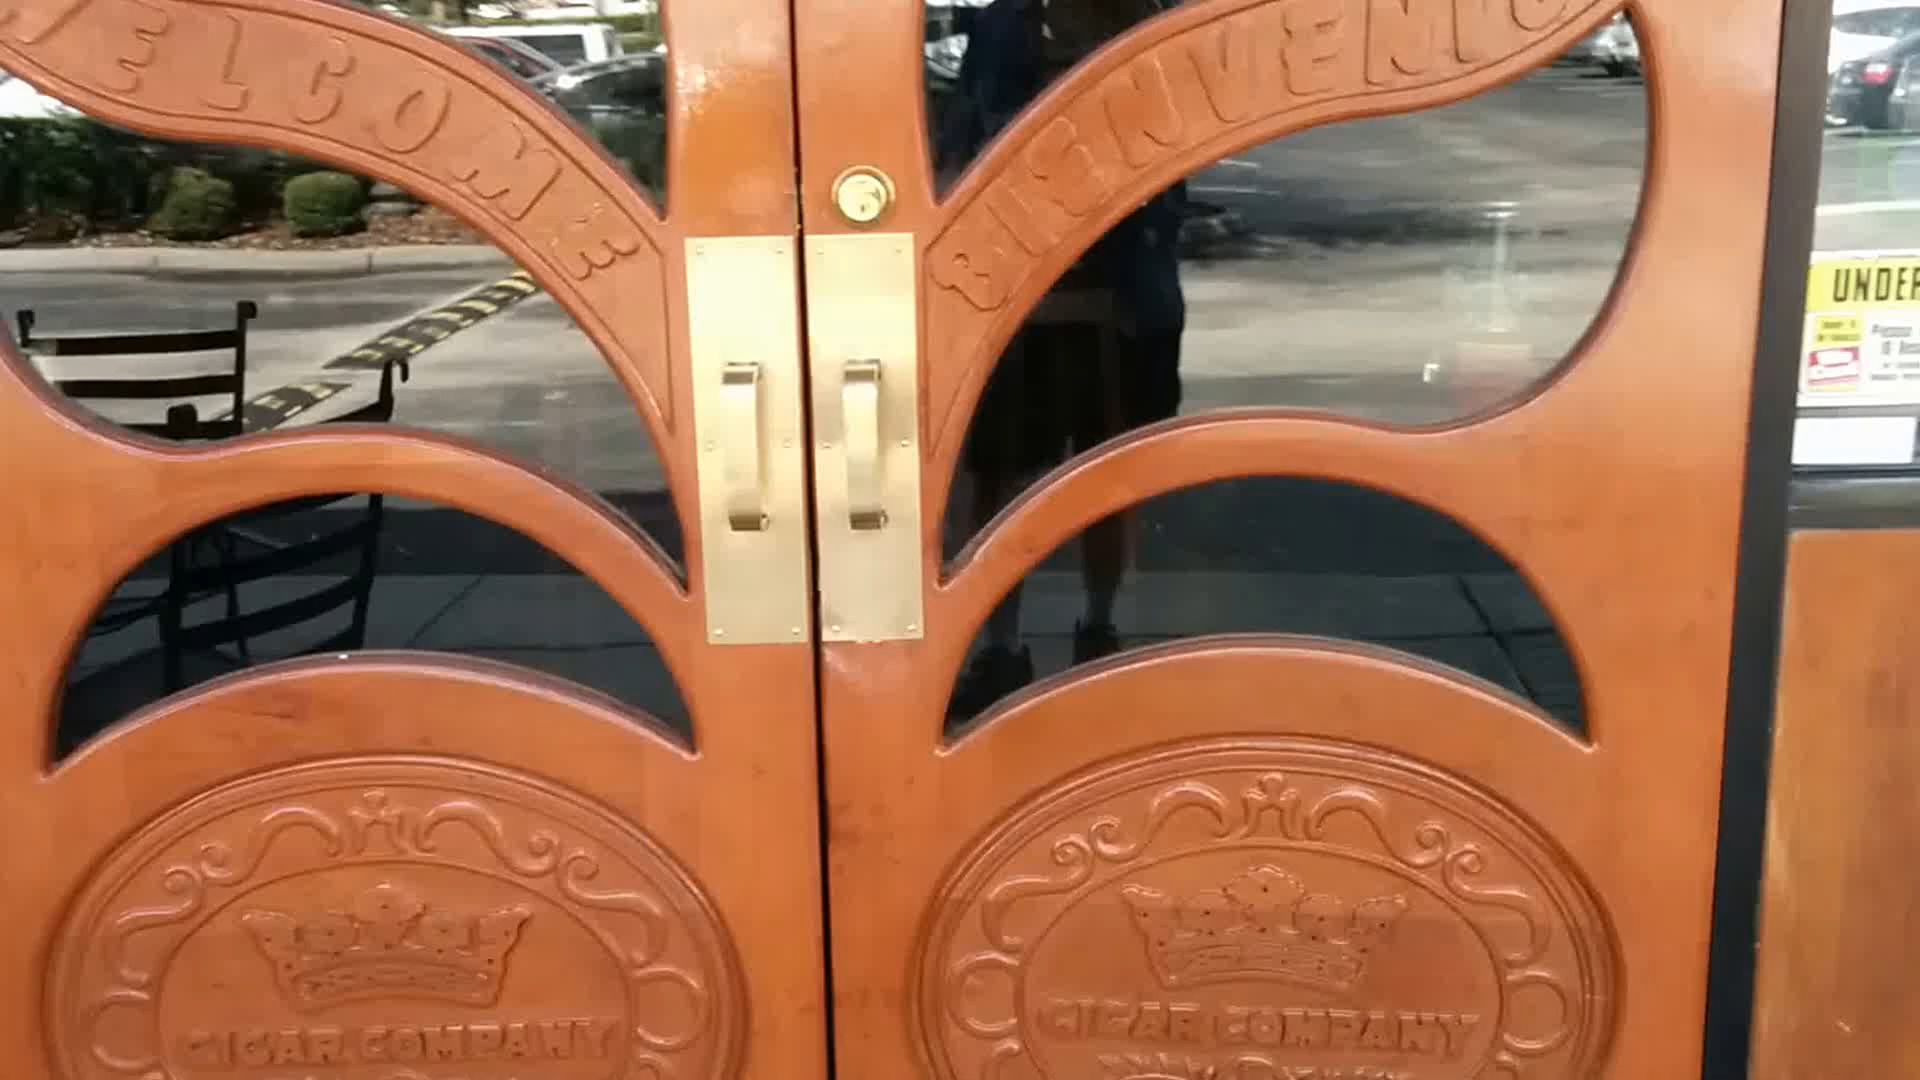 WELCOME
BIENVENIDO
UNDER
CIGAR COMPANY
CIGAR COMPANY